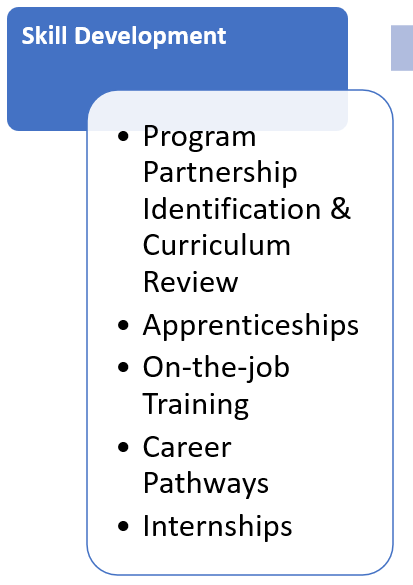 Skill Development
• Program
Partnership
Identification &
Curriculum
Review
• Apprenticeships
• On-the-job
Training
• Career
Pathways
• Internships